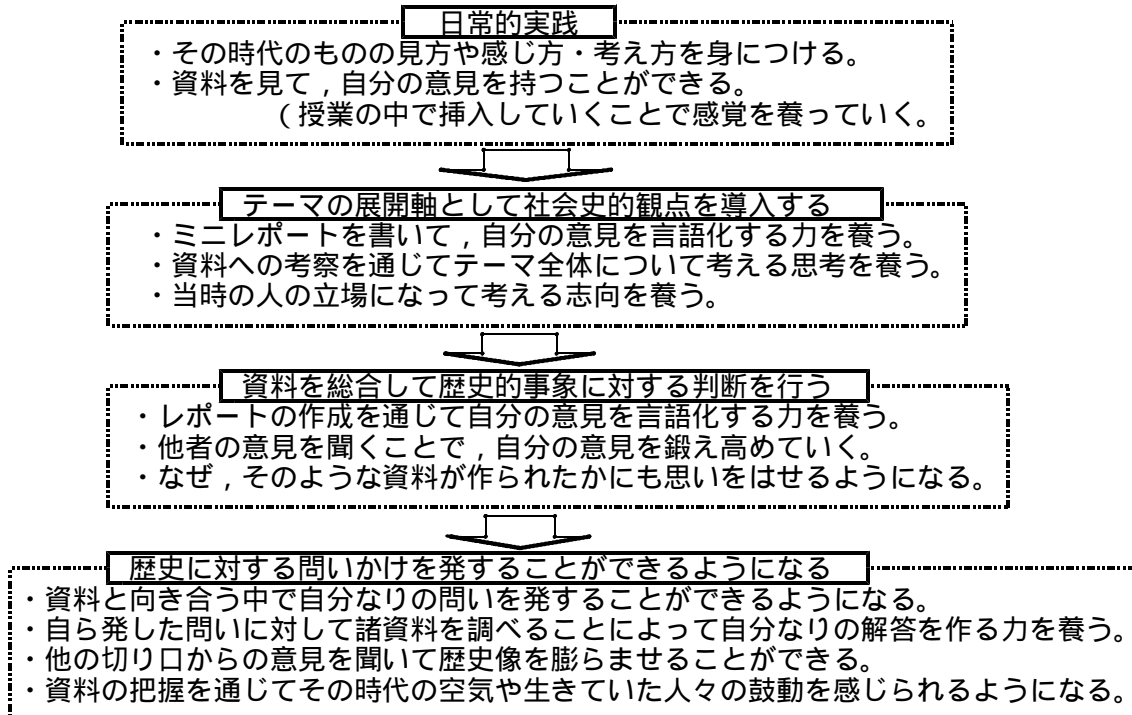 日常的実践
・その時代のものの見方や感じ方・考え方を身につける。
・資料を見て，自分の意見を持つことができる。
(授業の中で挿入していくことで感覚を養っていく。
テーマの展開軸として社会史的観点を導入する
・ミニレポートを書いて，自分の意見を言語化する力を養う。
・資料への考察を通じてテーマ全体について考える思考を養う。
・当時の人の立場になって考える志向を養う。
資料を総合して歴史的事象に対する判断を行う
・レポートの作成を通じて自分の意見を言語化する力を養う。
・他者の意見を聞くことで，自分の意見を鍛え高めていく。
・なぜ，そのような資料が作られたかにも思いをはせるようになる。
歴史に対する問いかけを発することができるようになる
・資料と向き合う中で自分なりの問いを発することができるようになる。
・自ら発した問いに対して諸資料を調べることによって自分なりの解答を作る力を養う。
・他の切り口からの意見を聞いて歴史像を膨らませることができる。
・資料の把握を通じてその時代の空気や生きていた人々の鼓動を感じられるようになる。